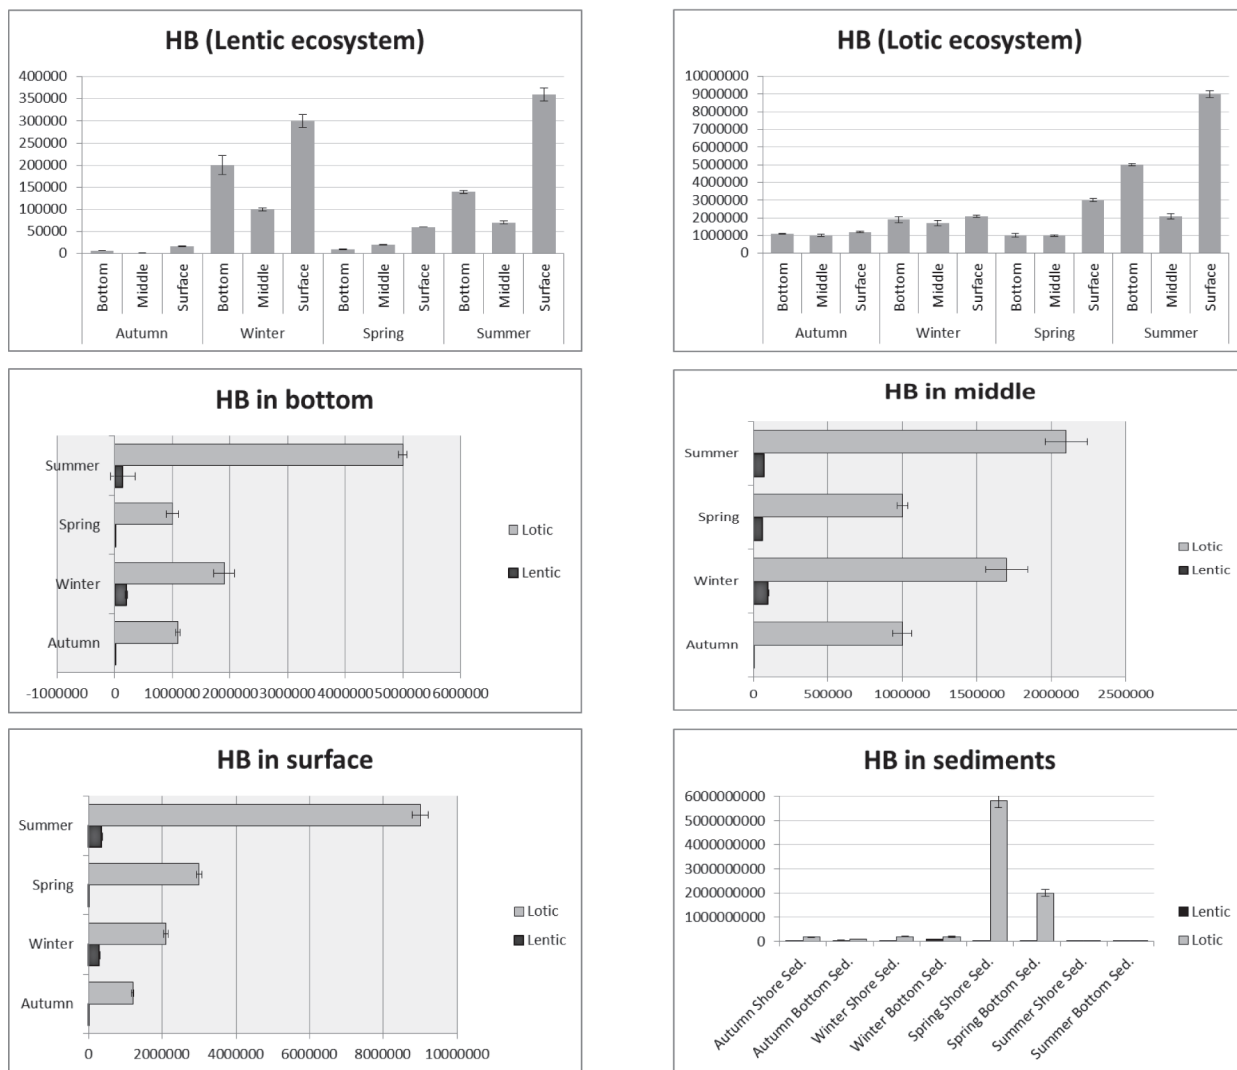 HB (Lentic ecosystem)
400000
350000
300000
250000
200000
150000
100000
50000
0
Bottom
Middle
Surface
Bottom
Middle
Surface
Bottom
Middle
Surface
Bottom
Middle
Surface
Autumn
Winter
Spring
Summer
HB (Lotic ecosystem)
10000000
9000000
8000000
7000000
6000000
5000000
4000000
3000000
2000000
1000000
0
Bottom
Middle
Surface
Bottom
Middle
Surface
Bottom
Middle
Surface
Bottom
Middle
Surface
Autumn
Winter
Spring
Summer
HB in bottom
Summer
Spring
Winter
Autumn
-1000000 0 1000000 2000000 3000000 4000000 5000000 6000000
Lotic
Lentic
HB in middle
Summer
Spring
Winter
Autumn
0 500000 1000000 1500000 2000000 2500000
Lotic
Lentic
HB in surface
Summer
Spring
Winter
Autumn
0 2000000 4000000 6000000 8000000 10000000
Lotic
Lentic
HB in sediments
6000000000
5000000000
4000000000
3000000000
2000000000
1000000000
0
Autumn Shore Sed.
Autumn Bottom Sed.
Winter Shore Sed.
Winter Bottom Sed.
Spring Shore Sed.
Spring Bottom Sed.
Summer Shore Sed.
Summer Bottom Sed.
Lentic
Lotic